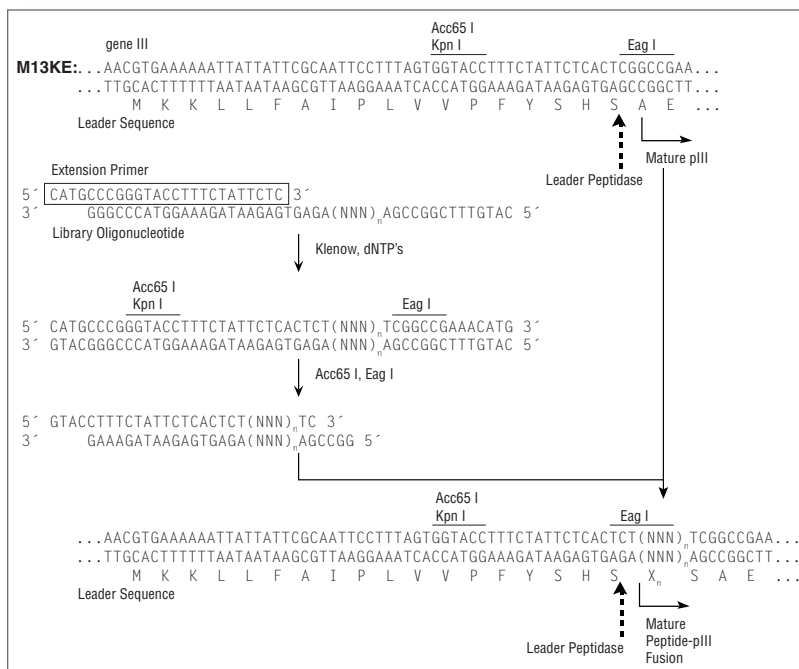 Acc65 I
gene III Kpn I Eag I
M13KE:...AACGTGAAAAAATTATTATTCGCAATTCCTTTAGTGGTACCTTTCTATTCTCACTCGGCCGAA...
...TTGCACTTTTTTAATAATAAGCGTTAAGGAAATCACCATGGAAAGATAAGAGTGAGCCGGCTT...
M K K L L F A I P L V V P F Y S H S A E ...
Leader Sequence
Mature pIII
Leader Peptidase
Extension Primer
5´ CATGCCCGGGTACCTTTCTATTCTC 3´
3´ GGGCCCATGGAAAGATAAGAGTGAGA(NNN)nAGCCGGCTTTGTAC 5´
Library Oligonucleotide
Klenow, dNTP's
Acc65 I
Kpn I Eag I
5´ CATGCCCGGGTACCTTTCTATTCTCACTCT(NNN)nTCGGCCGAAACATG 3´
3´ GTACGGGCCCATGGAAAGATAAGAGTGAGA(NNN)nAGCCGGCTTTGTAC 5´
Acc65 I, Eag I
5´ GTACCTTTCTATTCTCACTCT(NNN)nTC 3´
3´ GAAAGATAAGAGTGAGA(NNN)nAGCCGG 5´
Acc65 I
Kpn I Eag I
...AACGTGAAAAAATTATTATTCGCAATTCCTTTAGTGGTACCTTTCTATTCTCACTCT(NNN)nTCGGCCGAA...
...TTGCACTTTTTTAATAATAAGCGTTAAGGAAATCACCATGGAAAGATAAGAGTGAGA(NNN)nAGCCGGCTT...
M K K L L F A I P L V V P F Y S H S Xn S A E ...
Leader Sequence
Leader Peptidase
Mature
Peptide-pIII
Fusion